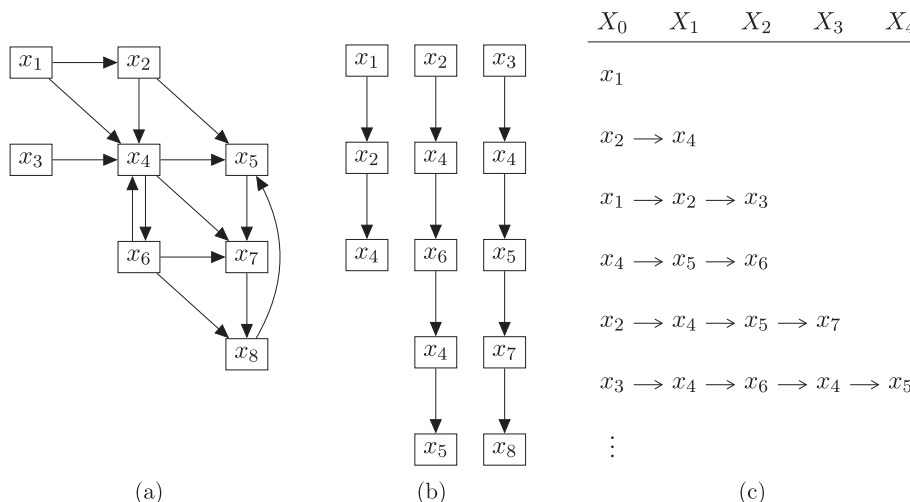 x₁ x₂
x₃ x₄ x₅
x₆ x₇
x₈
(a)
x₁ x₂ x₃
x₂ x₄ x₄
x₄ x₆ x₅
x₄ x₇
x₅ x₈
(b)
X₀ X₁ X₂ X₃ X₄
x₁
x₂ → x₄
x₁ → x₂ → x₃
x₄ → x₅ → x₆
x₂ → x₄ → x₅ → x₇
x₃ → x₄ → x₆ → x₄ → x₅
⋮
(c)